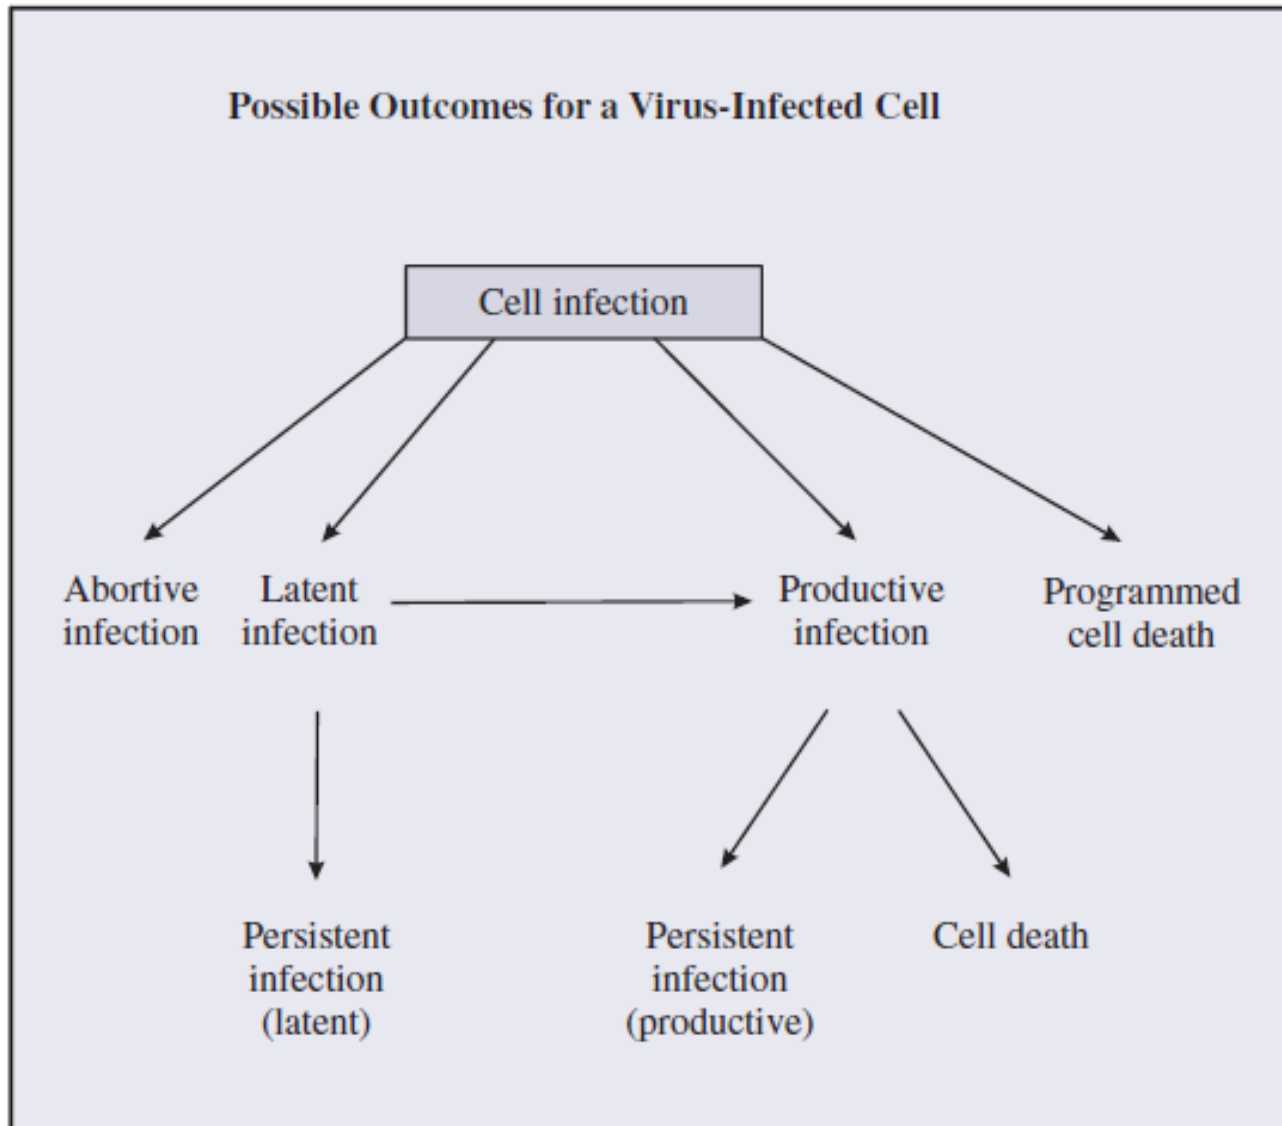 Possible Outcomes for a Virus-Infected Cell
Cell infection
Abortive
infection
Latent
infection
Productive
infection
Programmed
cell death
Persistent
infection
(latent)
Persistent
infection
(productive)
Cell death